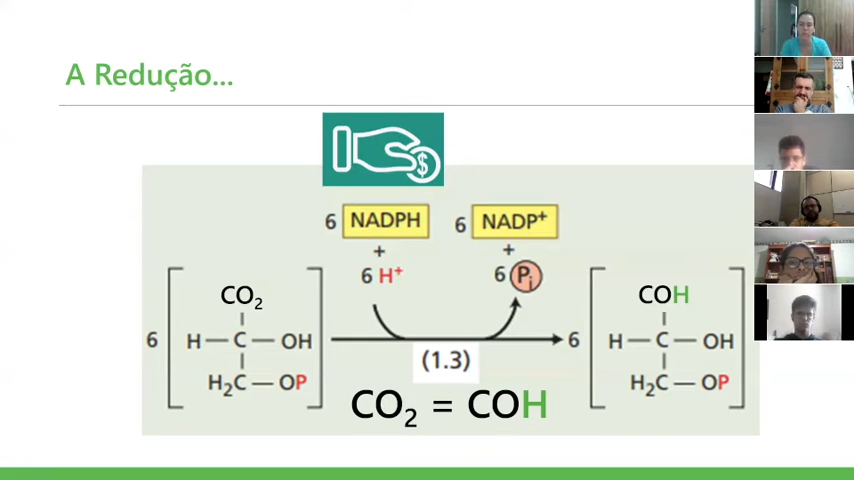 A Redução...
$
6 NADPH 6 NADP⁺
+ +
6 H⁺ 6 Pi
CO₂ COH
6 H — C — OH 6 H — C — OH
H₂C — OP H₂C — OP
(1.3)
CO₂ = COH